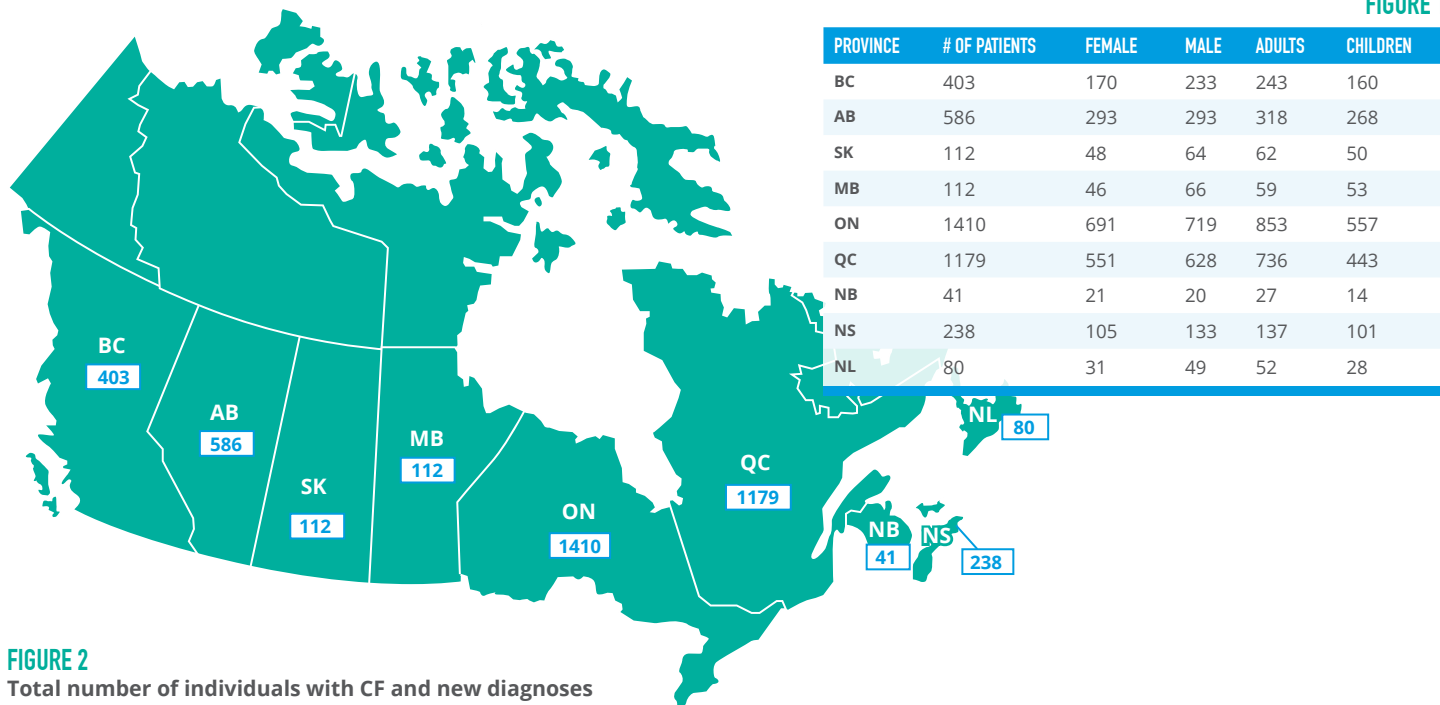 FIGURE
PROVINCE # OF PATIENTS FEMALE MALE ADULTS CHILDREN
BC 403 170 233 243 160
AB 586 293 293 318 268
SK 112 48 64 62 50
MB 112 46 66 59 53
ON 1410 691 719 853 557
QC 1179 551 628 736 443
NB 41 21 20 27 14
NS 238 105 133 137 101
NL 80 31 49 52 28
BC
403
AB
586
SK
112
MB
112
ON
1410
QC
1179
NL
80
NB
41
NS
238
FIGURE 2
Total number of individuals with CF and new diagnoses